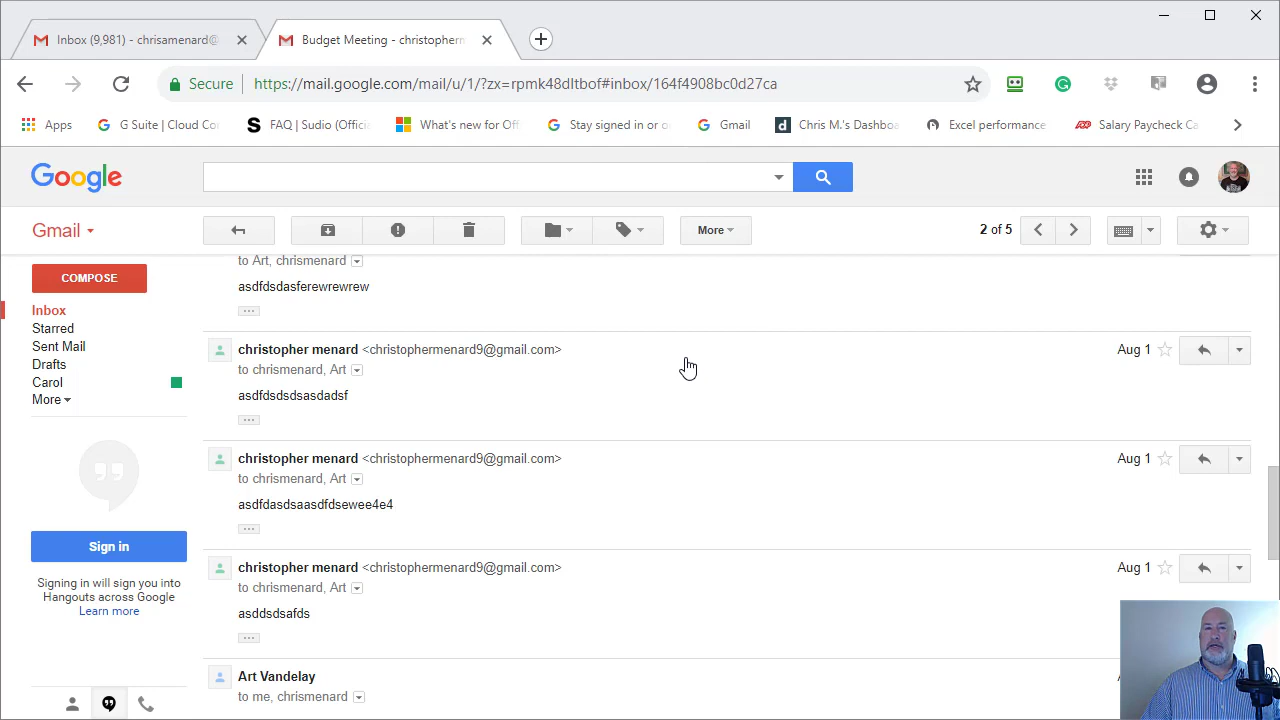 Inbox (9,981) - chrisamenard@
Budget Meeting - christopherm
Secure
https://mail.google.com/mail/u/1/?zx=rpmk48dltbof#inbox/164f4908bc0d27ca
Apps
G Suite | Cloud Co
FAQ | Sudio (Offici
What's new for Off
Stay signed in or o
Gmail
Chris M.'s Dashbo
Excel performance
Salary Paycheck Ca
Google
Gmail
More
2 of 5
COMPOSE
Inbox
Starred
Sent Mail
Drafts
Carol
More
Sign in
Signing in will sign you into
Hangouts across Google
Learn more
to Art, chrismenard
asdfdsdasferewrewrew
christopher menard <christophermenard9@gmail.com>
Aug 1
to chrismenard, Art
asdfdsdsdsasdadsf
christopher menard <christophermenard9@gmail.com>
Aug 1
to chrismenard, Art
asdfdasdsaasdfdsewee4e4
christopher menard <christophermenard9@gmail.com>
Aug 1
to chrismenard, Art
asddsdsafds
Art Vandelay
to me, chrismenard